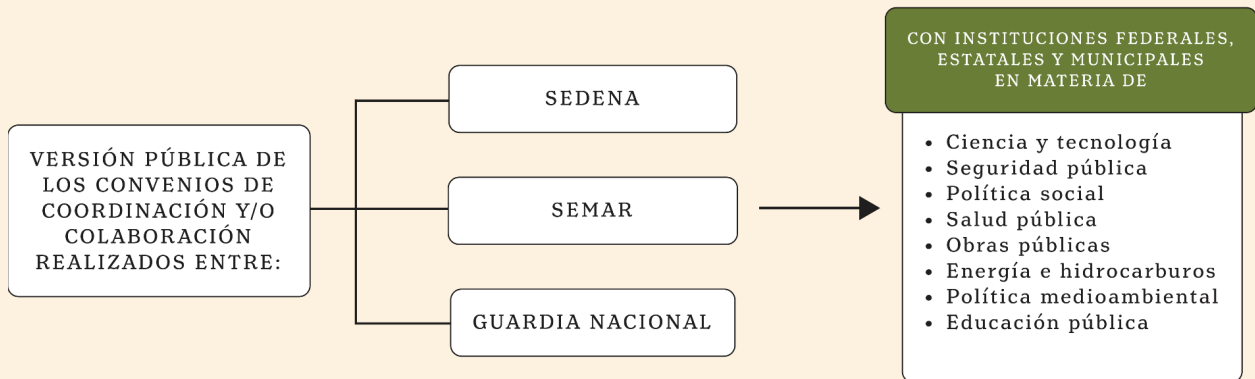 VERSIÓN PÚBLICA DE
LOS CONVENIOS DE
COORDINACIÓN Y/O
COLABORACIÓN
REALIZADOS ENTRE:
SEDENA
SEMAR
GUARDIA NACIONAL
CON INSTITUCIONES FEDERALES,
ESTATALES Y MUNICIPALES
EN MATERIA DE
• Ciencia y tecnología
• Seguridad pública
• Política social
• Salud pública
• Obras públicas
• Energía e hidrocarburos
• Política medioambiental
• Educación pública